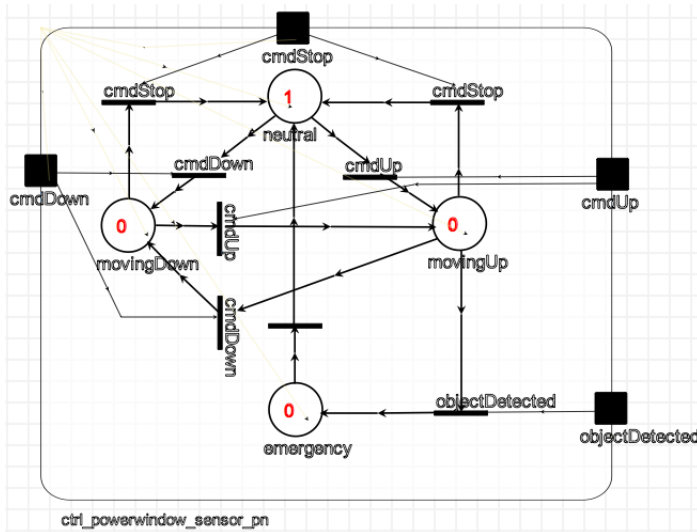 cmdStop
cmdStop
cmdStop
1
neutral
cmdDown
cmdUp
cmdDown
cmdUp
0
cmdUp
0
movingDown
movingUp
cmdDown
objectDetected
0
objectDetected
emergency
ctrl_powerwindow_sensor_pn